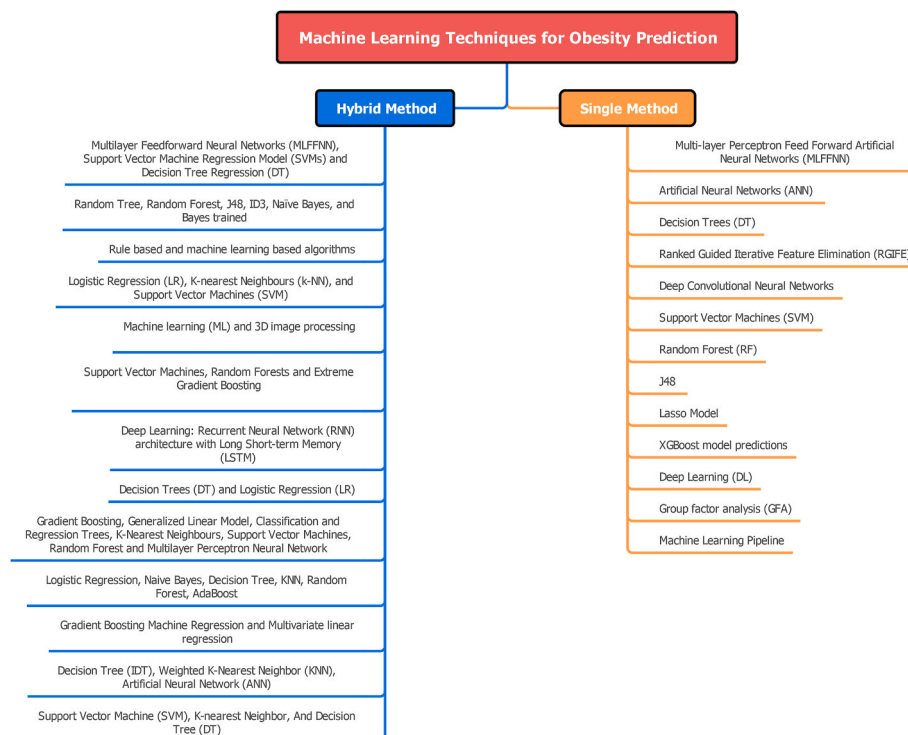 Machine Learning Techniques for Obesity Prediction
Hybrid Method
Multilayer Feedforward Neural Networks (MLFFNN),
Support Vector Machine Regression Model (SVMs) and
Decision Tree Regression (DT)
Random Tree, Random Forest, J48, ID3, Naïve Bayes, and
Bayes trained
Rule based and machine learning based algorithms
Logistic Regression (LR), K-nearest Neighbours (k-NN), and
Support Vector Machines (SVM)
Machine learning (ML) and 3D image processing
Support Vector Machines, Random Forests and Extreme
Gradient Boosting
Deep Learning: Recurrent Neural Network (RNN)
architecture with Long Short-term Memory
(LSTM)
Decision Trees (DT) and Logistic Regression (LR)
Gradient Boosting, Generalized Linear Model, Classification and
Regression Trees, K-Nearest Neighbours, Support Vector Machines,
Random Forest and Multilayer Perceptron Neural Network
Logistic Regression, Naive Bayes, Decision Tree, KNN, Random
Forest, AdaBoost
Gradient Boosting Machine Regression and Multivariate linear
regression
Decision Tree (IDT), Weighted K-Nearest Neighbor (KNN),
Artificial Neural Network (ANN)
Support Vector Machine (SVM), K-nearest Neighbor, And Decision
Tree (DT)
Single Method
Multi-layer Perceptron Feed Forward Artificial
Neural Networks (MLFFNN)
Artificial Neural Networks (ANN)
Decision Trees (DT)
Ranked Guided Iterative Feature Elimination (RGIFE)
Deep Convolutional Neural Networks
Support Vector Machines (SVM)
Random Forest (RF)
J48
Lasso Model
XGBoost model predictions
Deep Learning (DL)
Group factor analysis (GFA)
Machine Learning Pipeline